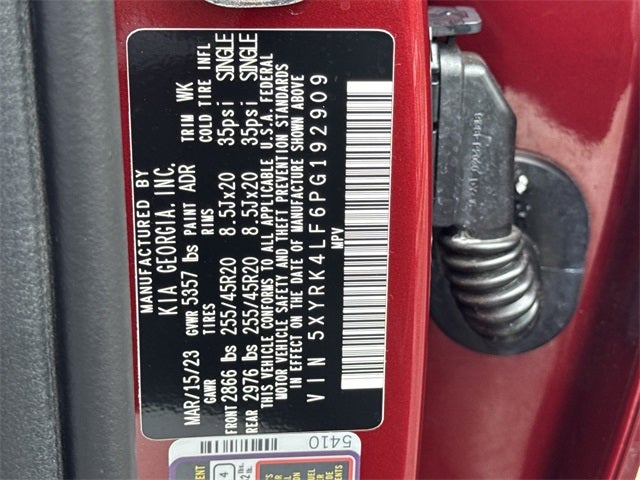 MANUFACTURED BY
KIA GEORGIA, INC.
MAR/15/23 GVWR 5357 lbs PAINT ADR TRIM WK
GAWR TIRES RIMS COLD TIRE INFL
FRONT 2866 lbs 255/45R20 8.5Jx20 35psi SINGLE
REAR 2976 lbs 255/45R20 8.5Jx20 35psi SINGLE
THIS VEHICLE CONFORMS TO ALL APPLICABLE U.S.A. FEDERAL
MOTOR VEHICLE SAFETY AND THEFT PREVENTION STANDARDS
IN EFFECT ON THE DATE OF MANUFACTURE SHOWN ABOVE
VIN 5XYRK4LF6PG192909
MPV
5410
4